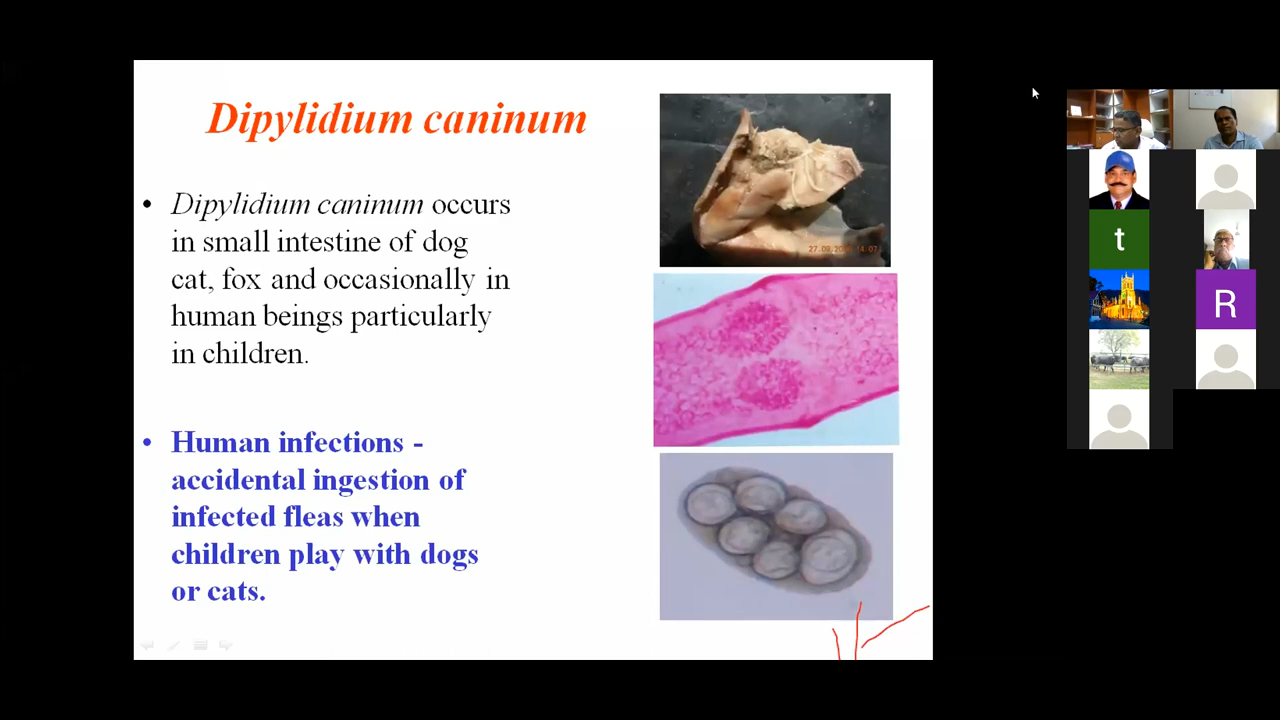 Dipylidium caninum
• Dipylidium caninum occurs
in small intestine of dog
cat, fox and occasionally in
human beings particularly
in children.
• Human infections -
accidental ingestion of
infected fleas when
children play with dogs
or cats.
t
R